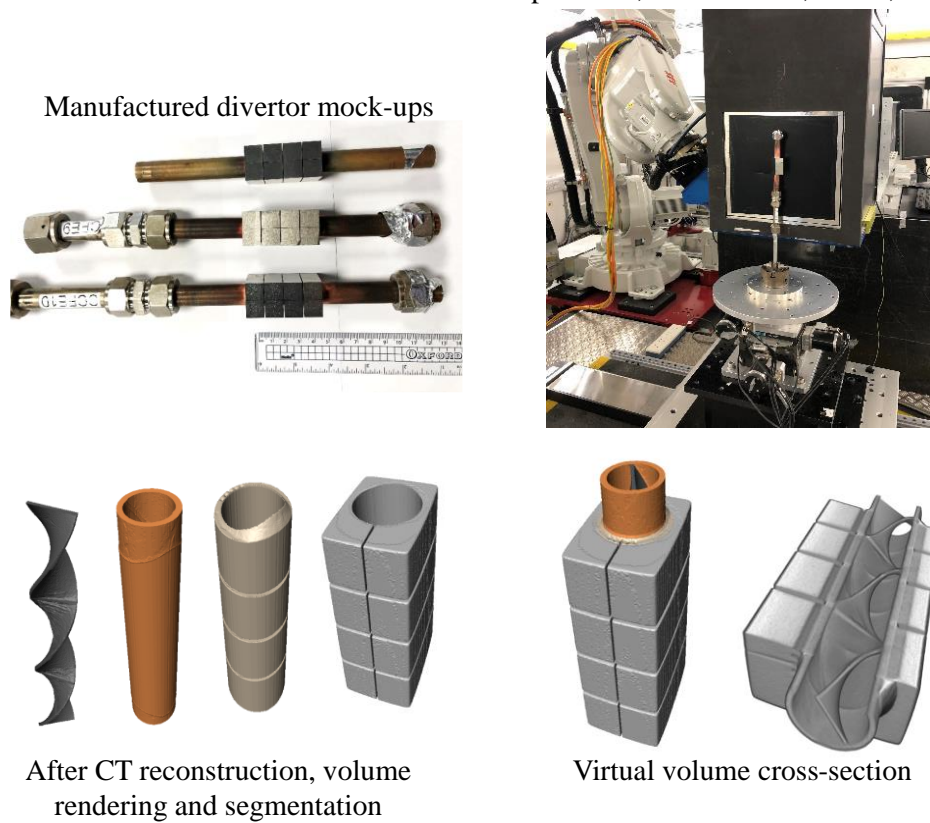 Manufactured divertor mock-ups
OXFORD
After CT reconstruction, volume
rendering and segmentation
Virtual volume cross-section